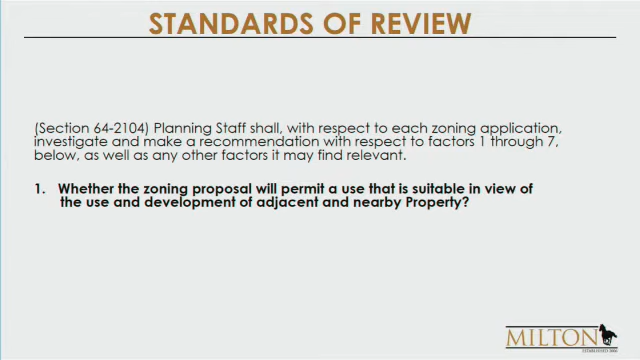 STANDARDS OF REVIEW
(Section 64-2104) Planning Staff shall, with respect to each zoning application,
investigate and make a recommendation with respect to factors 1 through 7,
below, as well as any other factors it may find relevant.
1. Whether the zoning proposal will permit a use that is suitable in view of
the use and development of adjacent and nearby Property?
MILTON